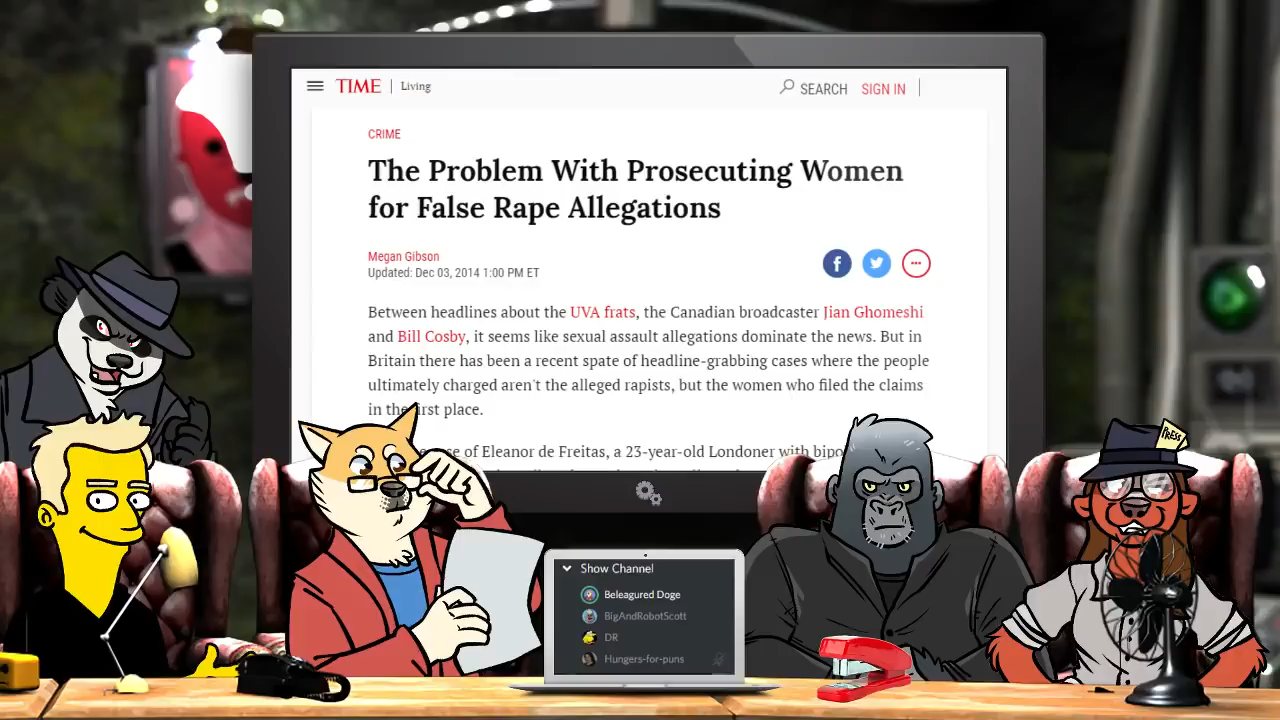 TIME | Living
SEARCH SIGN IN
CRIME
The Problem With Prosecuting Women
for False Rape Allegations
Megan Gibson
Updated: Dec 03, 2014 1:00 PM ET
Between headlines about the UVA frats, the Canadian broadcaster Jian Ghomeshi
and Bill Cosby, it seems like sexual assault allegations dominate the news. But in
Britain there has been a recent spate of headline-grabbing cases where the people
ultimately charged aren't the alleged rapists, but the women who filed the claims
in the first place.
of Eleanor de Freitas, a 23-year-old Londoner with
PRESS
Show Channel
Beleagured Doge
BigAndRobotScott
DR
Hungers-for-puns